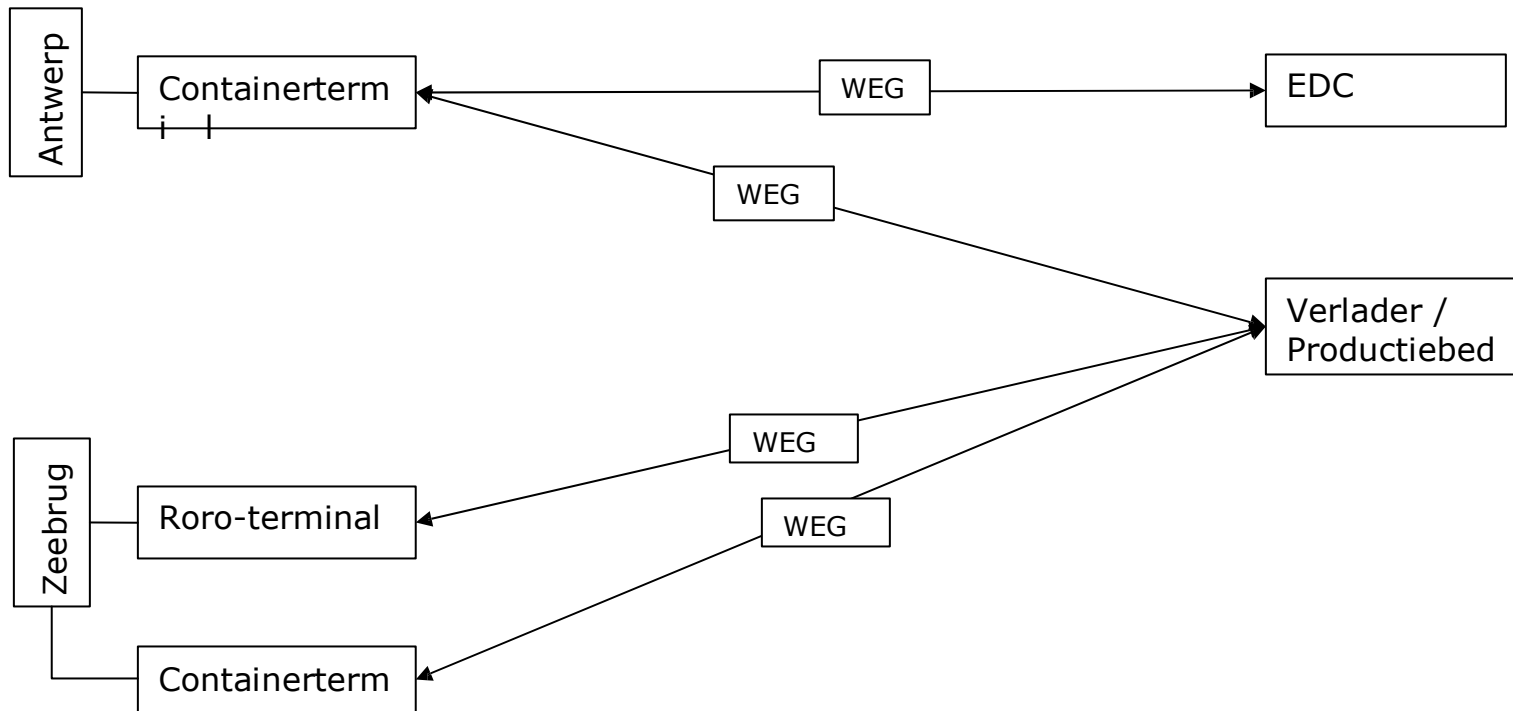 Antwerp
Containerterm
WEG
EDC
WEG
Verlader /
Productiebed
WEG
Zeebrug
Roro-terminal
WEG
Containerterm